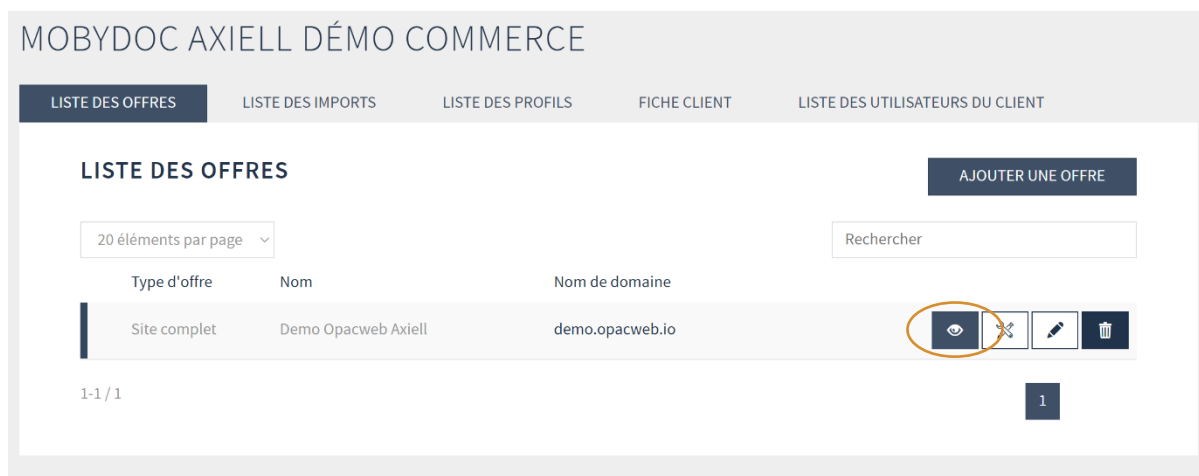 MOBYDOC AXIELL DÉMO COMMERCE
LISTE DES OFFRES LISTE DES IMPORTS LISTE DES PROFILS FICHE CLIENT LISTE DES UTILISATEURS DU CLIENT
LISTE DES OFFRES
AJOUTER UNE OFFRE
20 éléments par page Rechercher
Type d'offre Nom Nom de domaine
Site complet Demo Opacweb Axiell demo.opacweb.io
1-1 / 1
1